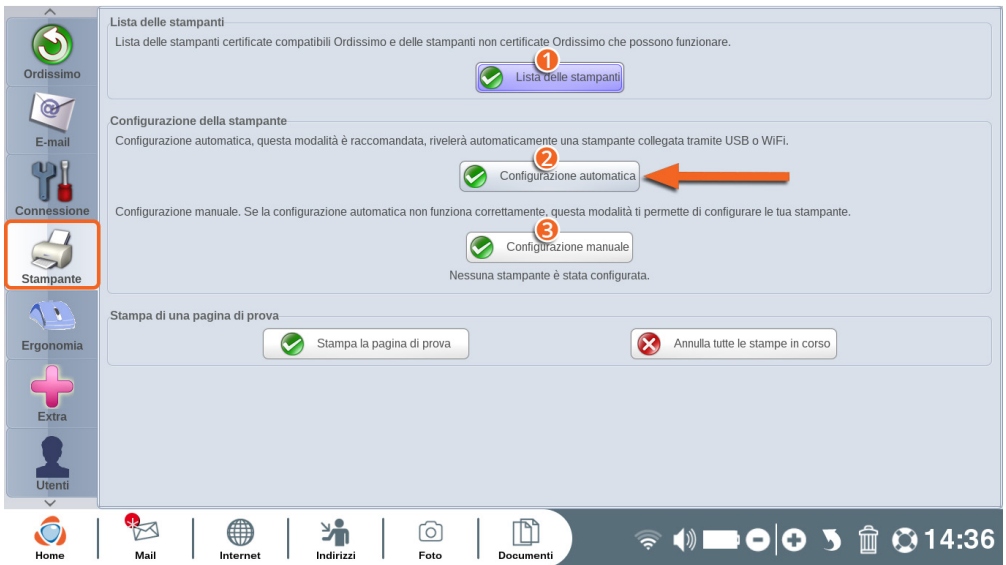 Lista delle stampanti
Lista delle stampanti certificate compatibili Ordissimo e delle stampanti non certificate Ordissimo che possono funzionare.
1
Lista delle stampanti
Configurazione della stampante
Configurazione automatica, questa modalità è raccomandata, rivelerà automaticamente una stampante collegata tramite USB o WiFi.
2
Configurazione automatica
Configurazione manuale. Se la configurazione automatica non funziona correttamente, questa modalità ti permette di configurare le tua stampante.
3
Configurazione manuale
Nessuna stampante è stata configurata.
Stampa di una pagina di prova
Stampa la pagina di prova
Annulla tutte le stampe in corso
Ordissimo
E-mail
Connessione
Stampante
Ergonomia
Extra
Utenti
Home
Mail
Internet
Indirizzi
Foto
Documenti
14:36